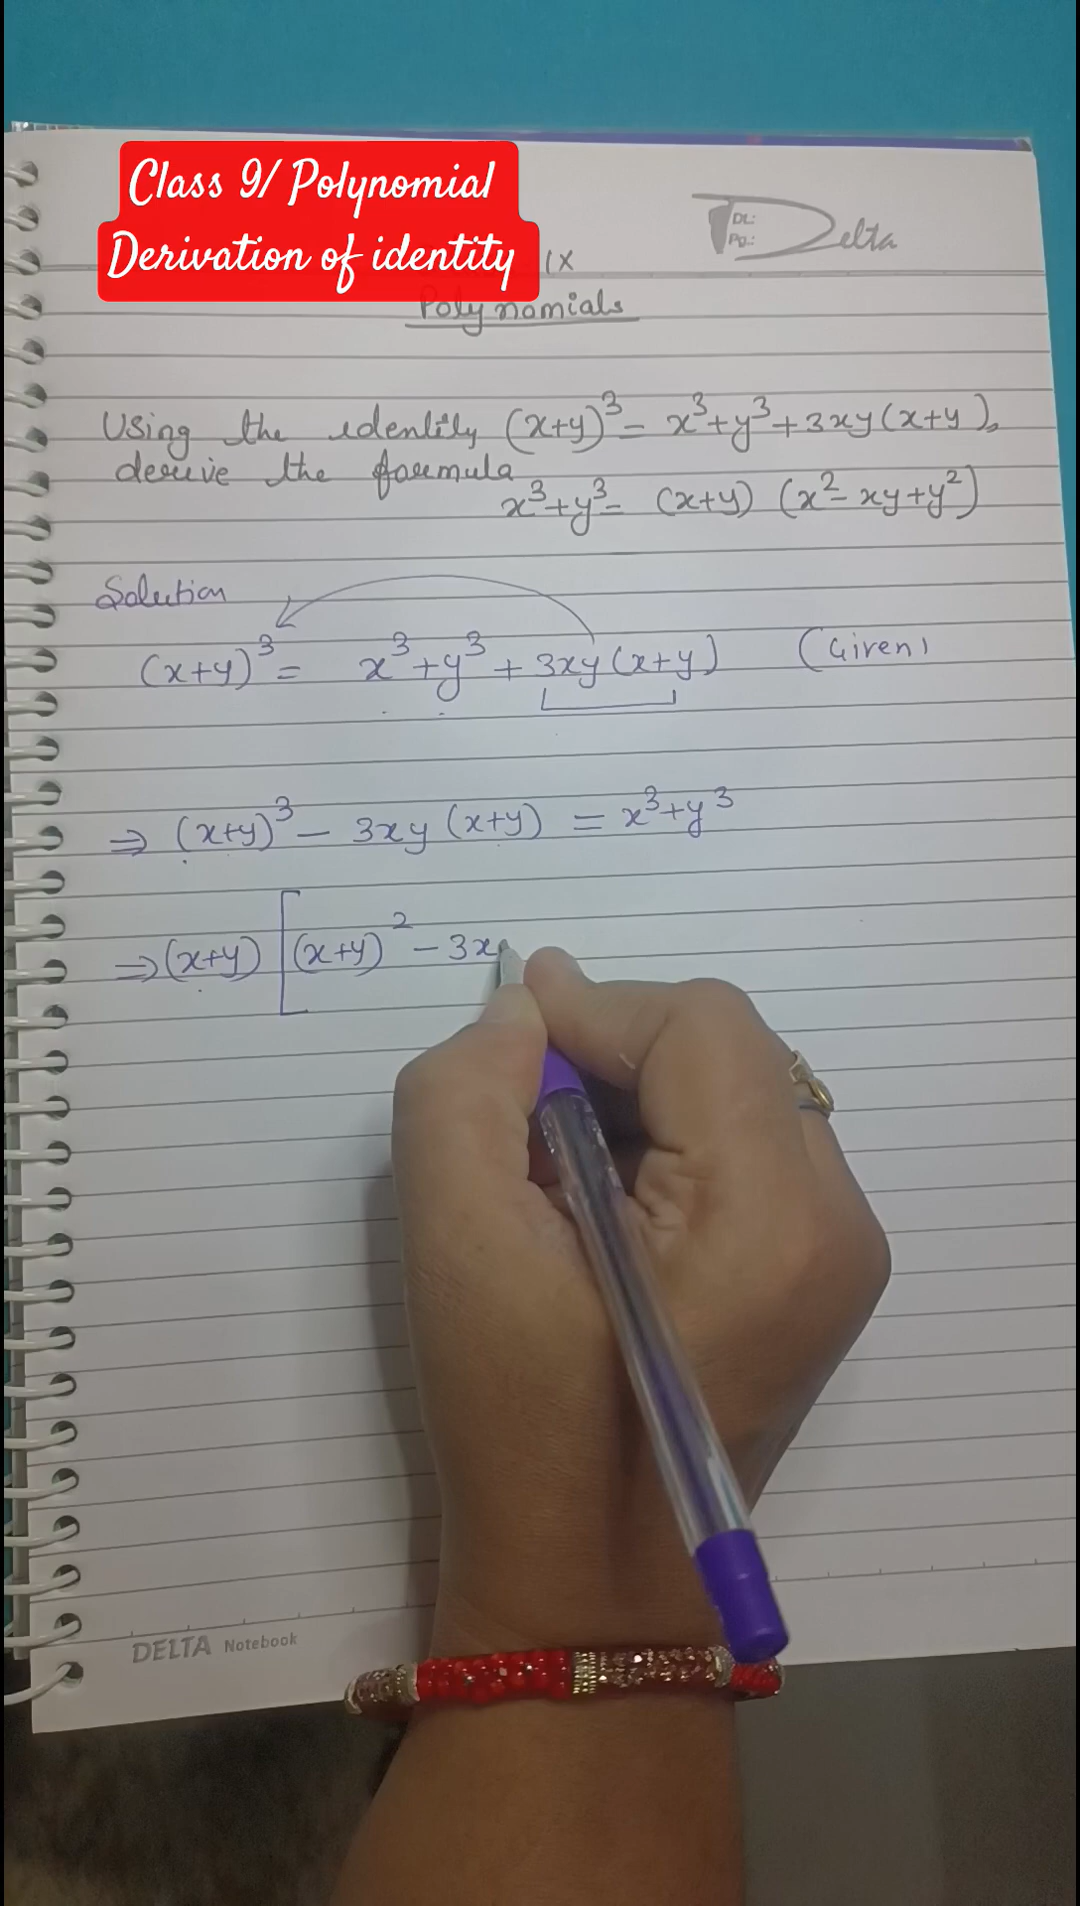 Class 9/ Polynomial
Derivation of identity
DL:
Pg.:
Delta
IX
Polynomials
Using the identity (x+y)³ = x³+y³+3xy(x+y),
derive the formula
x³+y³= (x+y) (x²-xy+y²)
Solution
(x+y)³ = x³+y³+3xy(x+y) (Given)
⇒ (x+y)³ - 3xy (x+y) = x³+y³
⇒ (x+y) [(x+y)² - 3x
DELTA Notebook